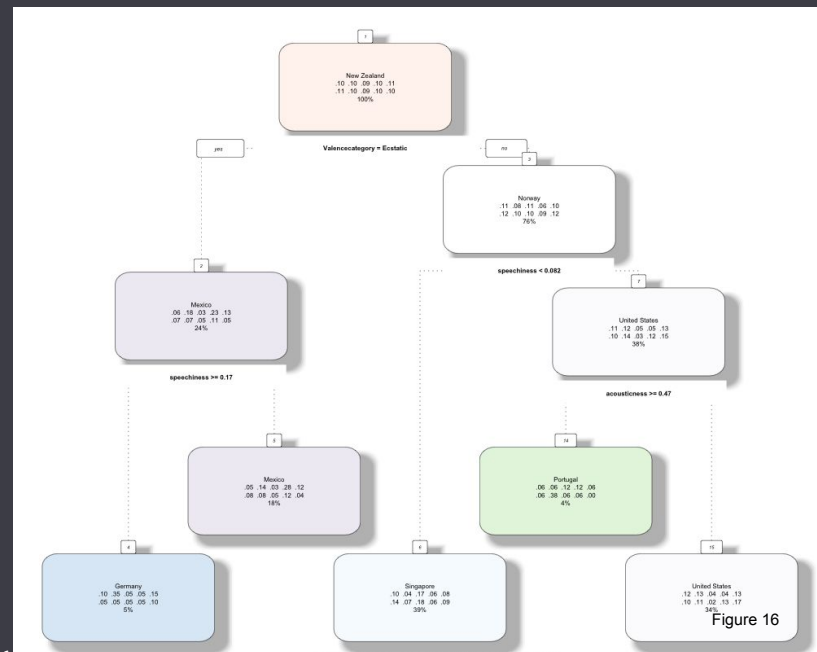 1
New Zealand
.10 .10 .09 .10 .11
.11 .10 .09 .10 .10
100%
yes
Valencecategory = Ecstatic
no
3
Norway
.11 .08 .11 .06 .10
.12 .10 .10 .09 .12
76%
speechiness < 0.082
2
Mexico
.06 .18 .03 .23 .13
.07 .07 .05 .11 .05
24%
speechiness >= 0.17
7
United States
.11 .12 .05 .05 .13
.10 .14 .03 .12 .15
38%
acousticness >= 0.47
5
Mexico
.05 .14 .03 .28 .12
.08 .08 .05 .12 .04
18%
14
Portugal
.06 .06 .12 .12 .06
.06 .38 .06 .06 .00
4%
4
Germany
.10 .35 .05 .05 .15
.05 .05 .05 .05 .10
5%
6
Singapore
.10 .04 .17 .06 .08
.14 .07 .18 .06 .09
39%
15
United States
.12 .13 .04 .04 .13
.10 .11 .02 .13 .17
34%
Figure 16